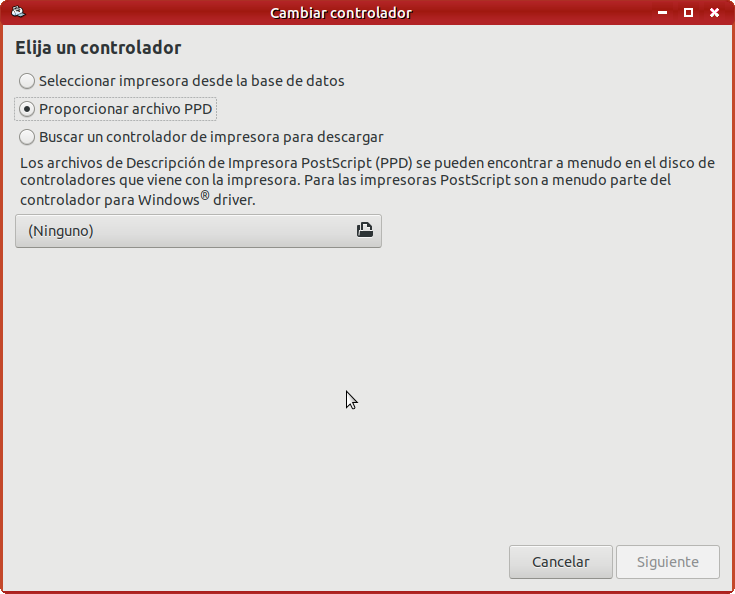 Cambiar controlador
Elija un controlador
Seleccionar impresora desde la base de datos
Proporcionar archivo PPD
Buscar un controlador de impresora para descargar
Los archivos de Descripción de Impresora PostScript (PPD) se pueden encontrar a menudo en el disco de
controladores que viene con la impresora. Para las impresoras PostScript son a menudo parte del
controlador para Windows® driver.
(Ninguno)
Cancelar
Siguiente